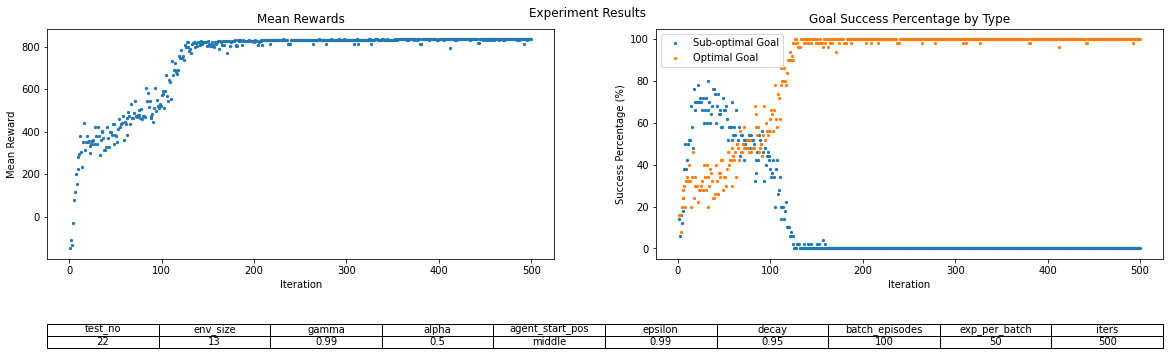 Experiment Results
Mean Rewards
Mean Reward
800
600
400
200
0
0 100 200 300 400 500
Iteration
Goal Success Percentage by Type
Sub-optimal Goal
Optimal Goal
Success Percentage (%)
100
80
60
40
20
0
0 100 200 300 400 500
Iteration
test_no env_size gamma alpha agent_start_pos epsilon decay batch_episodes exp_per_batch iters
22 13 0.99 0.5 middle 0.99 0.95 100 50 500